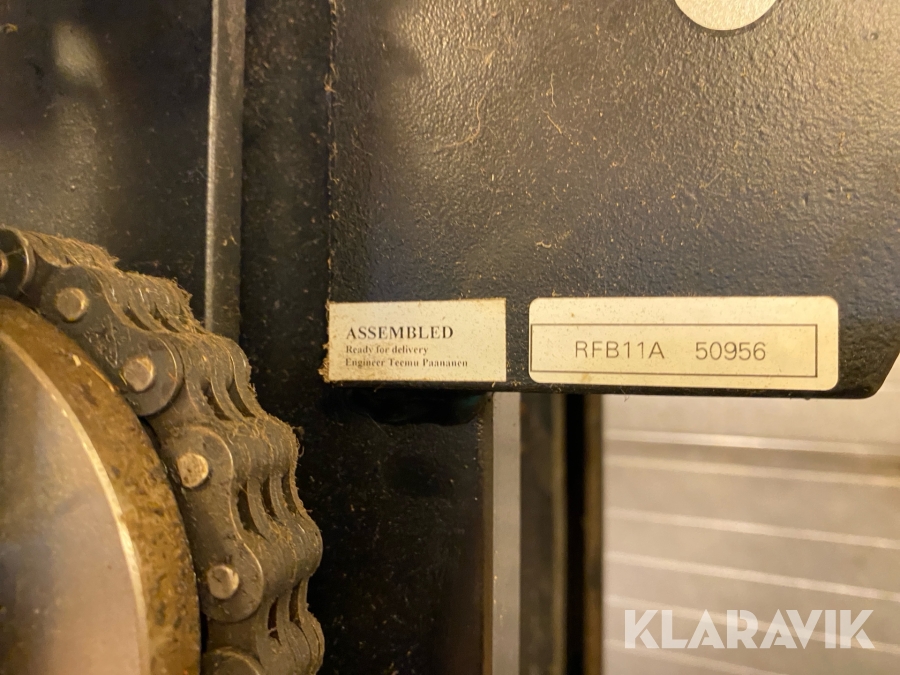 ASSEMBLED
Ready for delivery
Engineer Teemu Paananen
RFB11A 50956
KLARAVIK